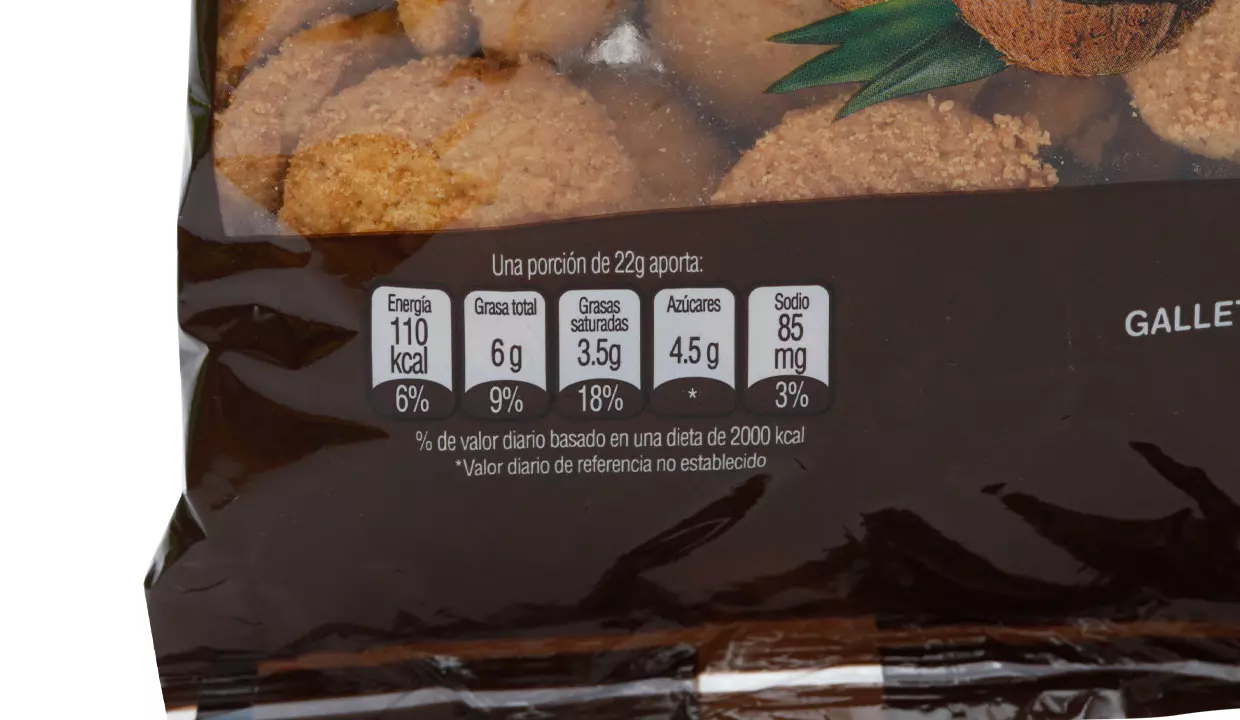 Una porción de 22g aporta:
Energía
110
kcal
6%
Grasa total
6 g
9%
Grasas
saturadas
3.5g
18%
Azúcares
4.5 g
*
Sodio
85
mg
3%
% de valor diario basado en una dieta de 2000 kcal
*Valor diario de referencia no establecido